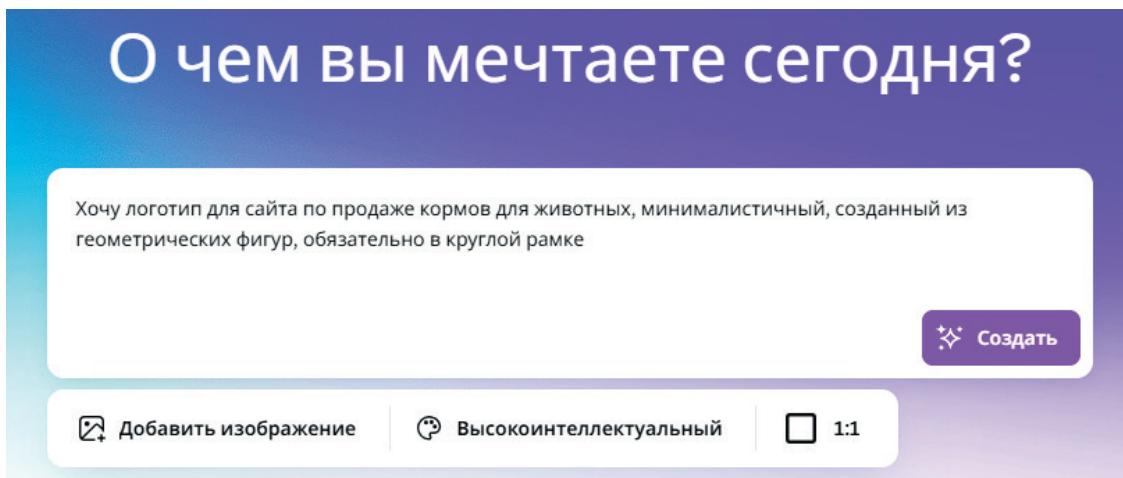 О чем вы мечтаете сегодня?
Хочу логотип для сайта по продаже кормов для животных, минималистичный, созданный из
геометрических фигур, обязательно в круглой рамке
Создать
Добавить изображение
Высокоинтеллектуальный
1:1